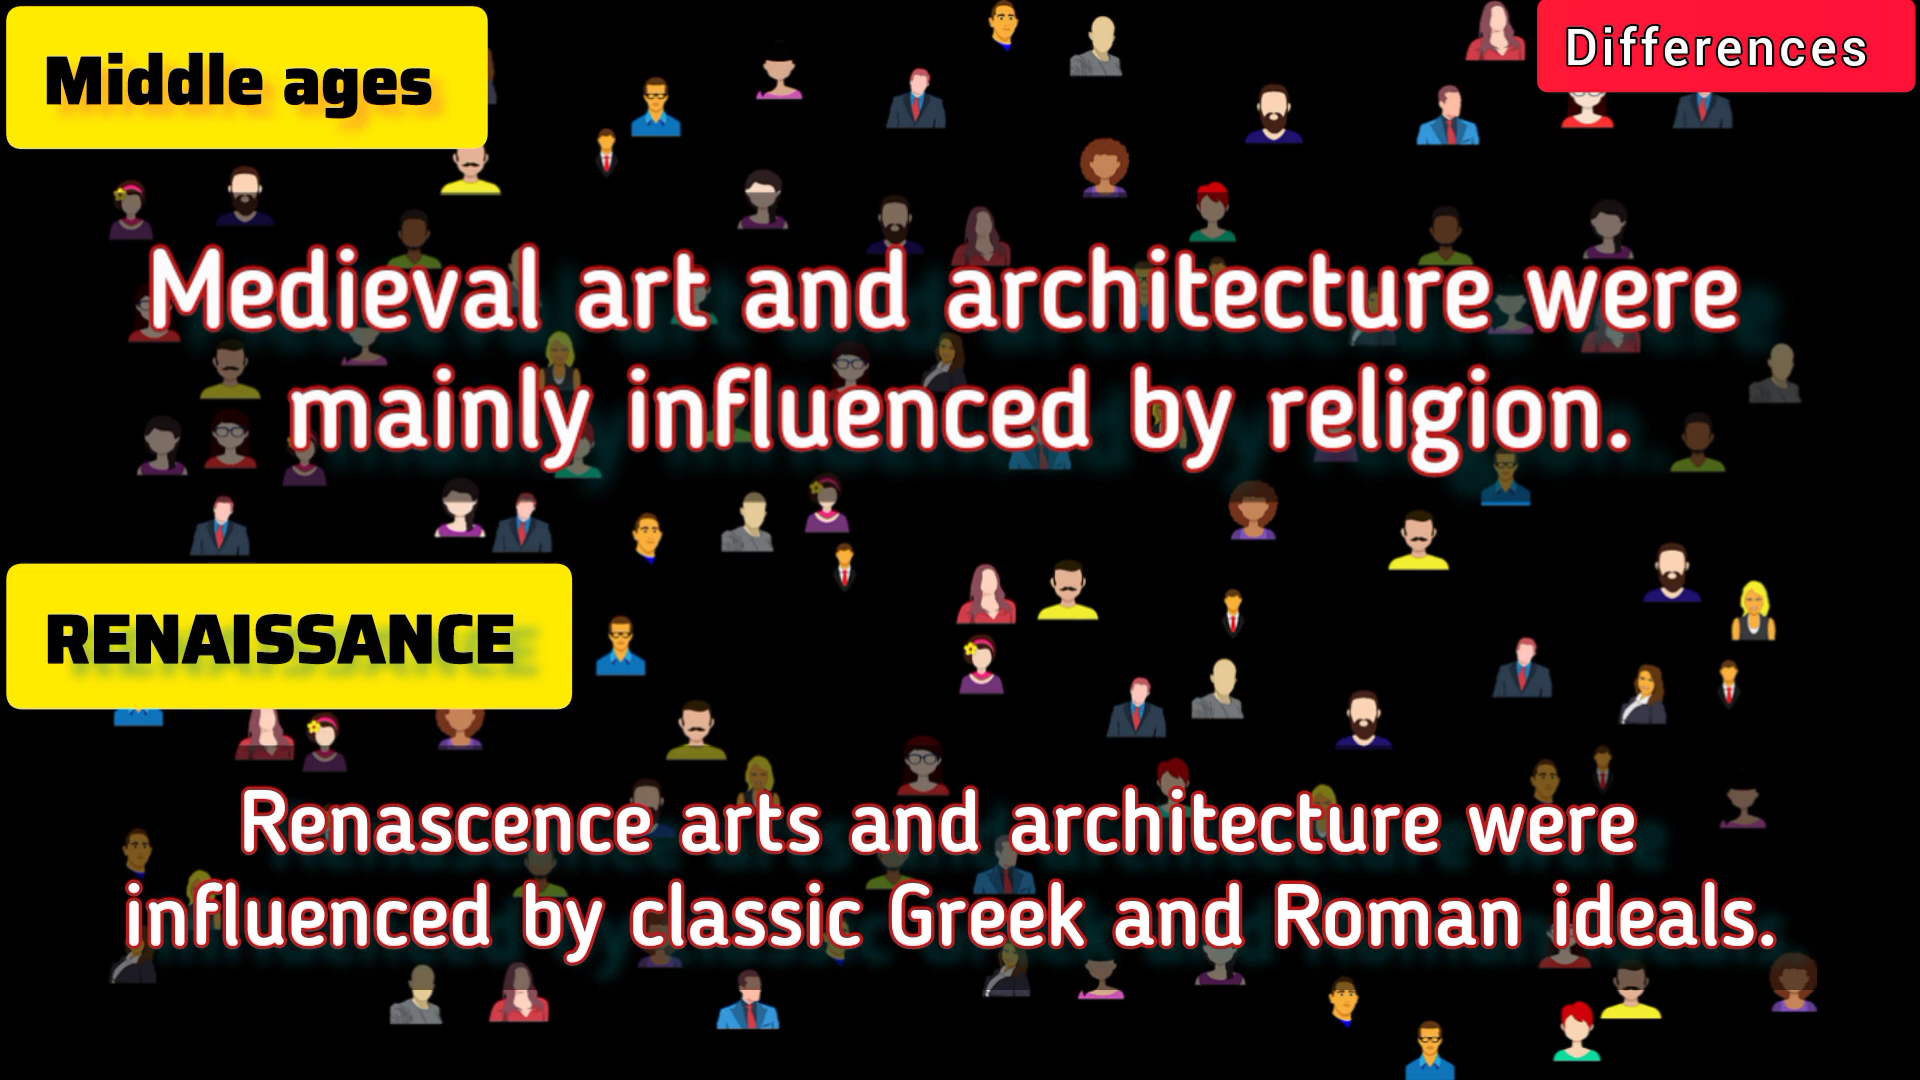 Middle ages
Differences
Medieval art and architecture were
mainly influenced by religion.
RENAISSANCE
Renascence arts and architecture were
influenced by classic Greek and Roman ideals.